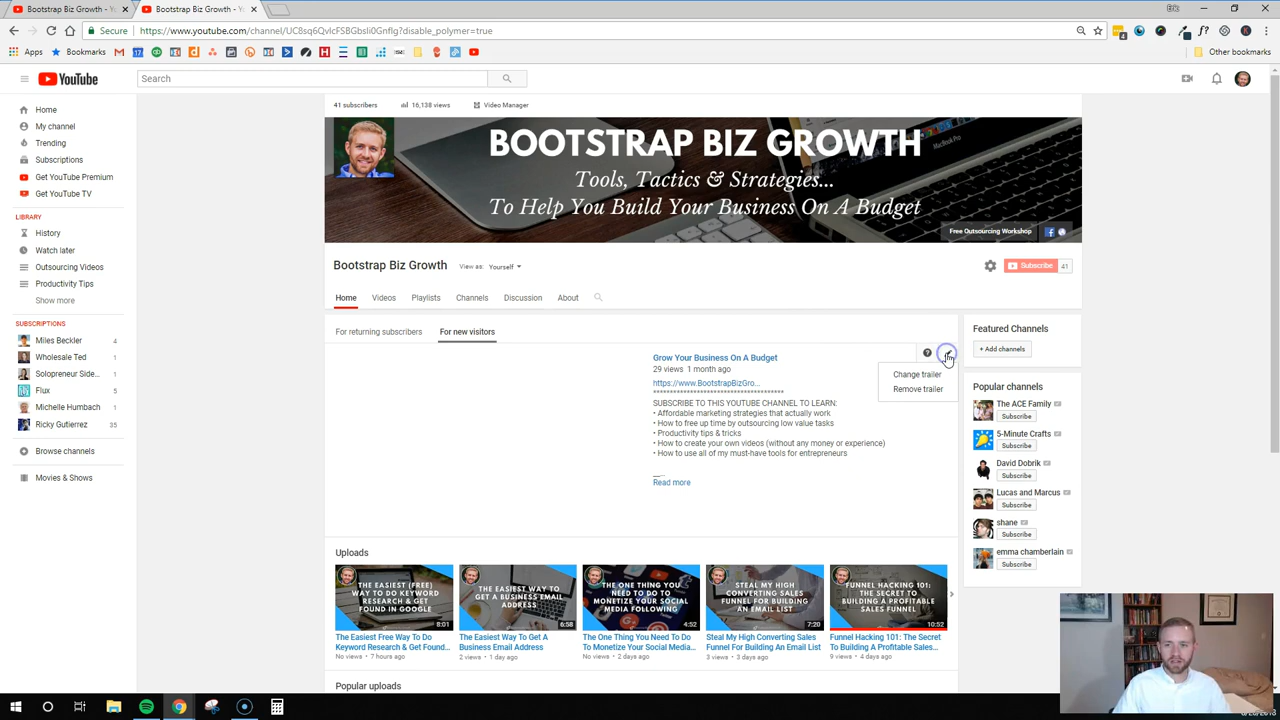 Bootstrap Biz Growth - Yo
Bootstrap Biz Growth - Yo
Eric
Secure
https://www.youtube.com/channel/UC8sq6QvIcFSBGbsIi0Gnflg?disable_polymer=true
Apps
Bookmarks
Other bookmarks
YouTube
Search
Home
My channel
Trending
Subscriptions
Get YouTube Premium
Get YouTube TV
LIBRARY
History
Watch later
Outsourcing Videos
Productivity Tips
Show more
SUBSCRIPTIONS
Miles Beckler 4
Wholesale Ted 1
Solopreneur Side... 1
Flux 5
Michelle Humbach 1
Ricky Gutierrez 35
Browse channels
Movies & Shows
41 subscribers
16,138 views
Video Manager
BOOTSTRAP BIZ GROWTH
Tools, Tactics & Strategies...
To Help You Build Your Business On A Budget
Free Outsourcing Workshop
Bootstrap Biz Growth
View as: Yourself
Subscribe 41
Home Videos Playlists Channels Discussion About
For returning subscribers
For new visitors
Change trailer
Remove trailer
Grow Your Business On A Budget
29 views 1 month ago
https://www.BootstrapBizGro...
SUBSCRIBE TO THIS YOUTUBE CHANNEL TO LEARN:
• Affordable marketing strategies that actually work
• How to free up time by outsourcing low value tasks
• Productivity tips & tricks
• How to create your own videos (without any money or experience)
• How to use all of my must-have tools for entrepreneurs
__...
Read more
Uploads
THE EASIEST (FREE)
WAY TO DO KEYWORD
RESEARCH & GET
FOUND IN GOOGLE
8:01
The Easiest Free Way To Do
Keyword Research & Get Found...
No views • 7 hours ago
THE EASIEST WAY TO
GET A BUSINESS EMAIL
ADDRESS
6:58
The Easiest Way To Get A
Business Email Address
2 views • 1 day ago
THE ONE THING YOU
NEED TO DO TO
MONETIZE YOUR SOCIAL
MEDIA FOLLOWING
4:52
The One Thing You Need To Do
To Monetize Your Social Media...
No views • 2 days ago
STEAL MY HIGH
CONVERTING SALES
FUNNEL FOR BUILDING
AN EMAIL LIST
7:20
Steal My High Converting Sales
Funnel For Building An Email List
3 views • 3 days ago
FUNNEL HACKING 101:
THE SECRET TO
BUILDING A PROFITABLE
SALES FUNNEL
10:52
Funnel Hacking 101: The Secret
To Building A Profitable Sales...
9 views • 4 days ago
Popular uploads
Featured Channels
+ Add channels
Popular channels
The ACE Family
Subscribe
5-Minute Crafts
Subscribe
David Dobrik
Subscribe
Lucas and Marcus
Subscribe
shane
Subscribe
emma chamberlain
Subscribe